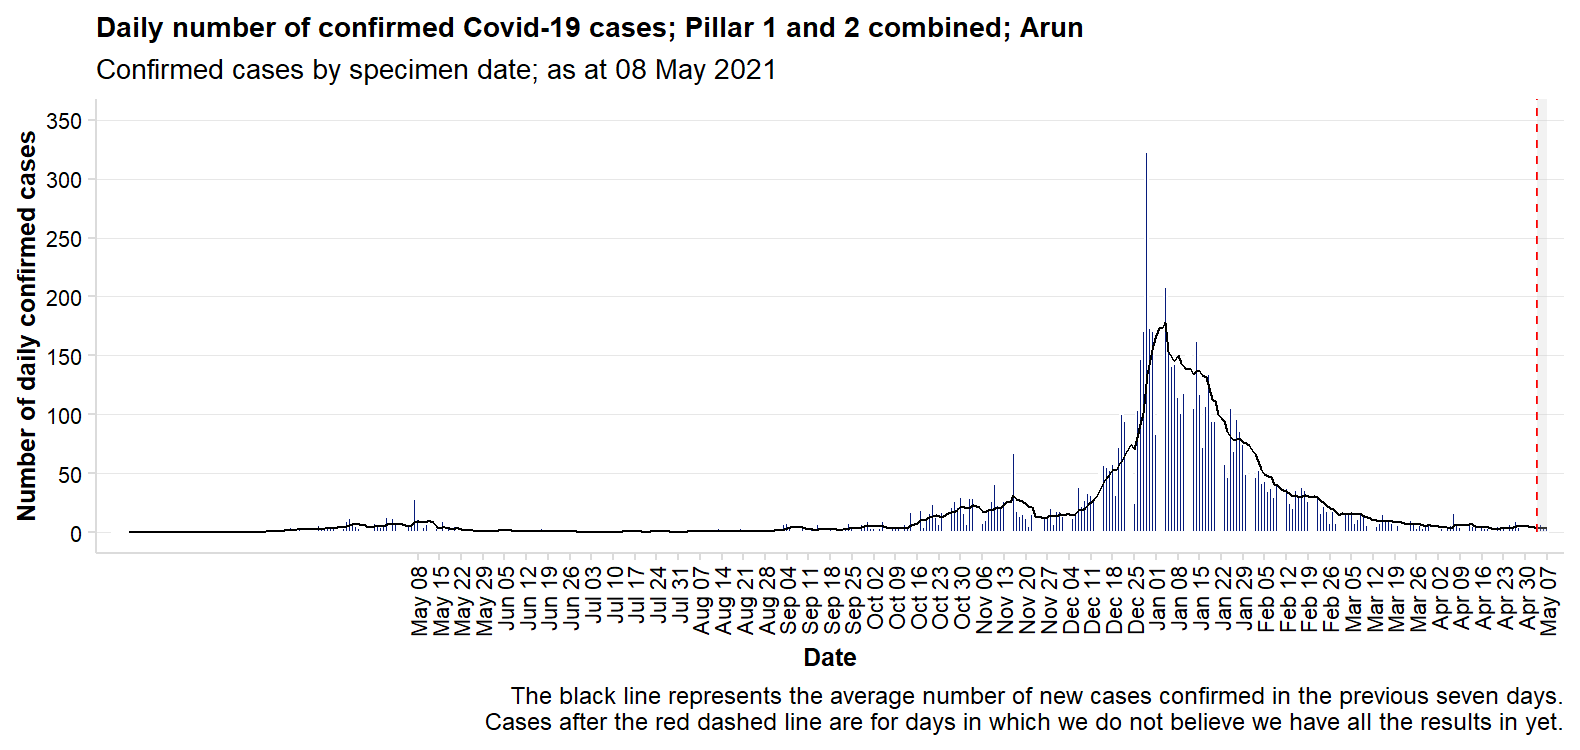 Daily number of confirmed Covid-19 cases; Pillar 1 and 2 combined; Arun
Confirmed cases by specimen date; as at 08 May 2021
Number of daily confirmed cases
350
300
250
200
150
100
50
0
May 08
May 15
May 22
May 29
Jun 05
Jun 12
Jun 19
Jun 26
Jul 03
Jul 10
Jul 17
Jul 24
Jul 31
Aug 07
Aug 14
Aug 21
Aug 28
Sep 04
Sep 11
Sep 18
Sep 25
Oct 02
Oct 09
Oct 16
Oct 23
Oct 30
Nov 06
Nov 13
Nov 20
Nov 27
Dec 04
Dec 11
Dec 18
Dec 25
Jan 01
Jan 08
Jan 15
Jan 22
Jan 29
Feb 05
Feb 12
Feb 19
Feb 26
Mar 05
Mar 12
Mar 19
Mar 26
Apr 02
Apr 09
Apr 16
Apr 23
Apr 30
May 07
Date
The black line represents the average number of new cases confirmed in the previous seven days.
Cases after the red dashed line are for days in which we do not believe we have all the results in yet.